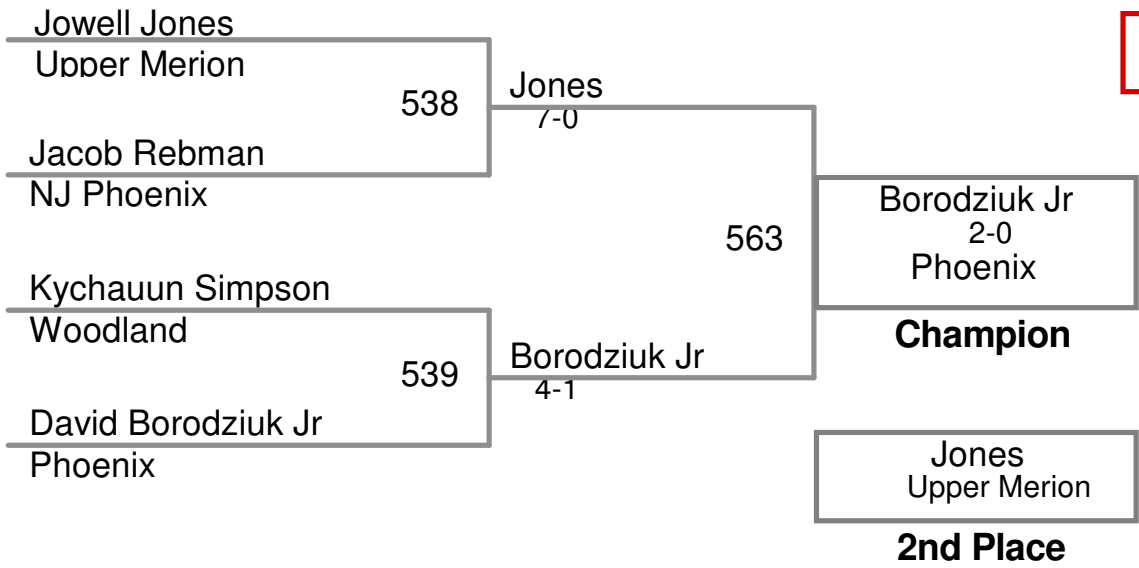 Jowell Jones
Upper Merion
538
Jones
7-0
Jacob Rebman
NJ Phoenix
563
Borodziuk Jr
2-0
Phoenix
Champion
Kychauun Simpson
Woodland
539
Borodziuk Jr
4-1
David Borodziuk Jr
Phoenix
Jones
Upper Merion
2nd Place